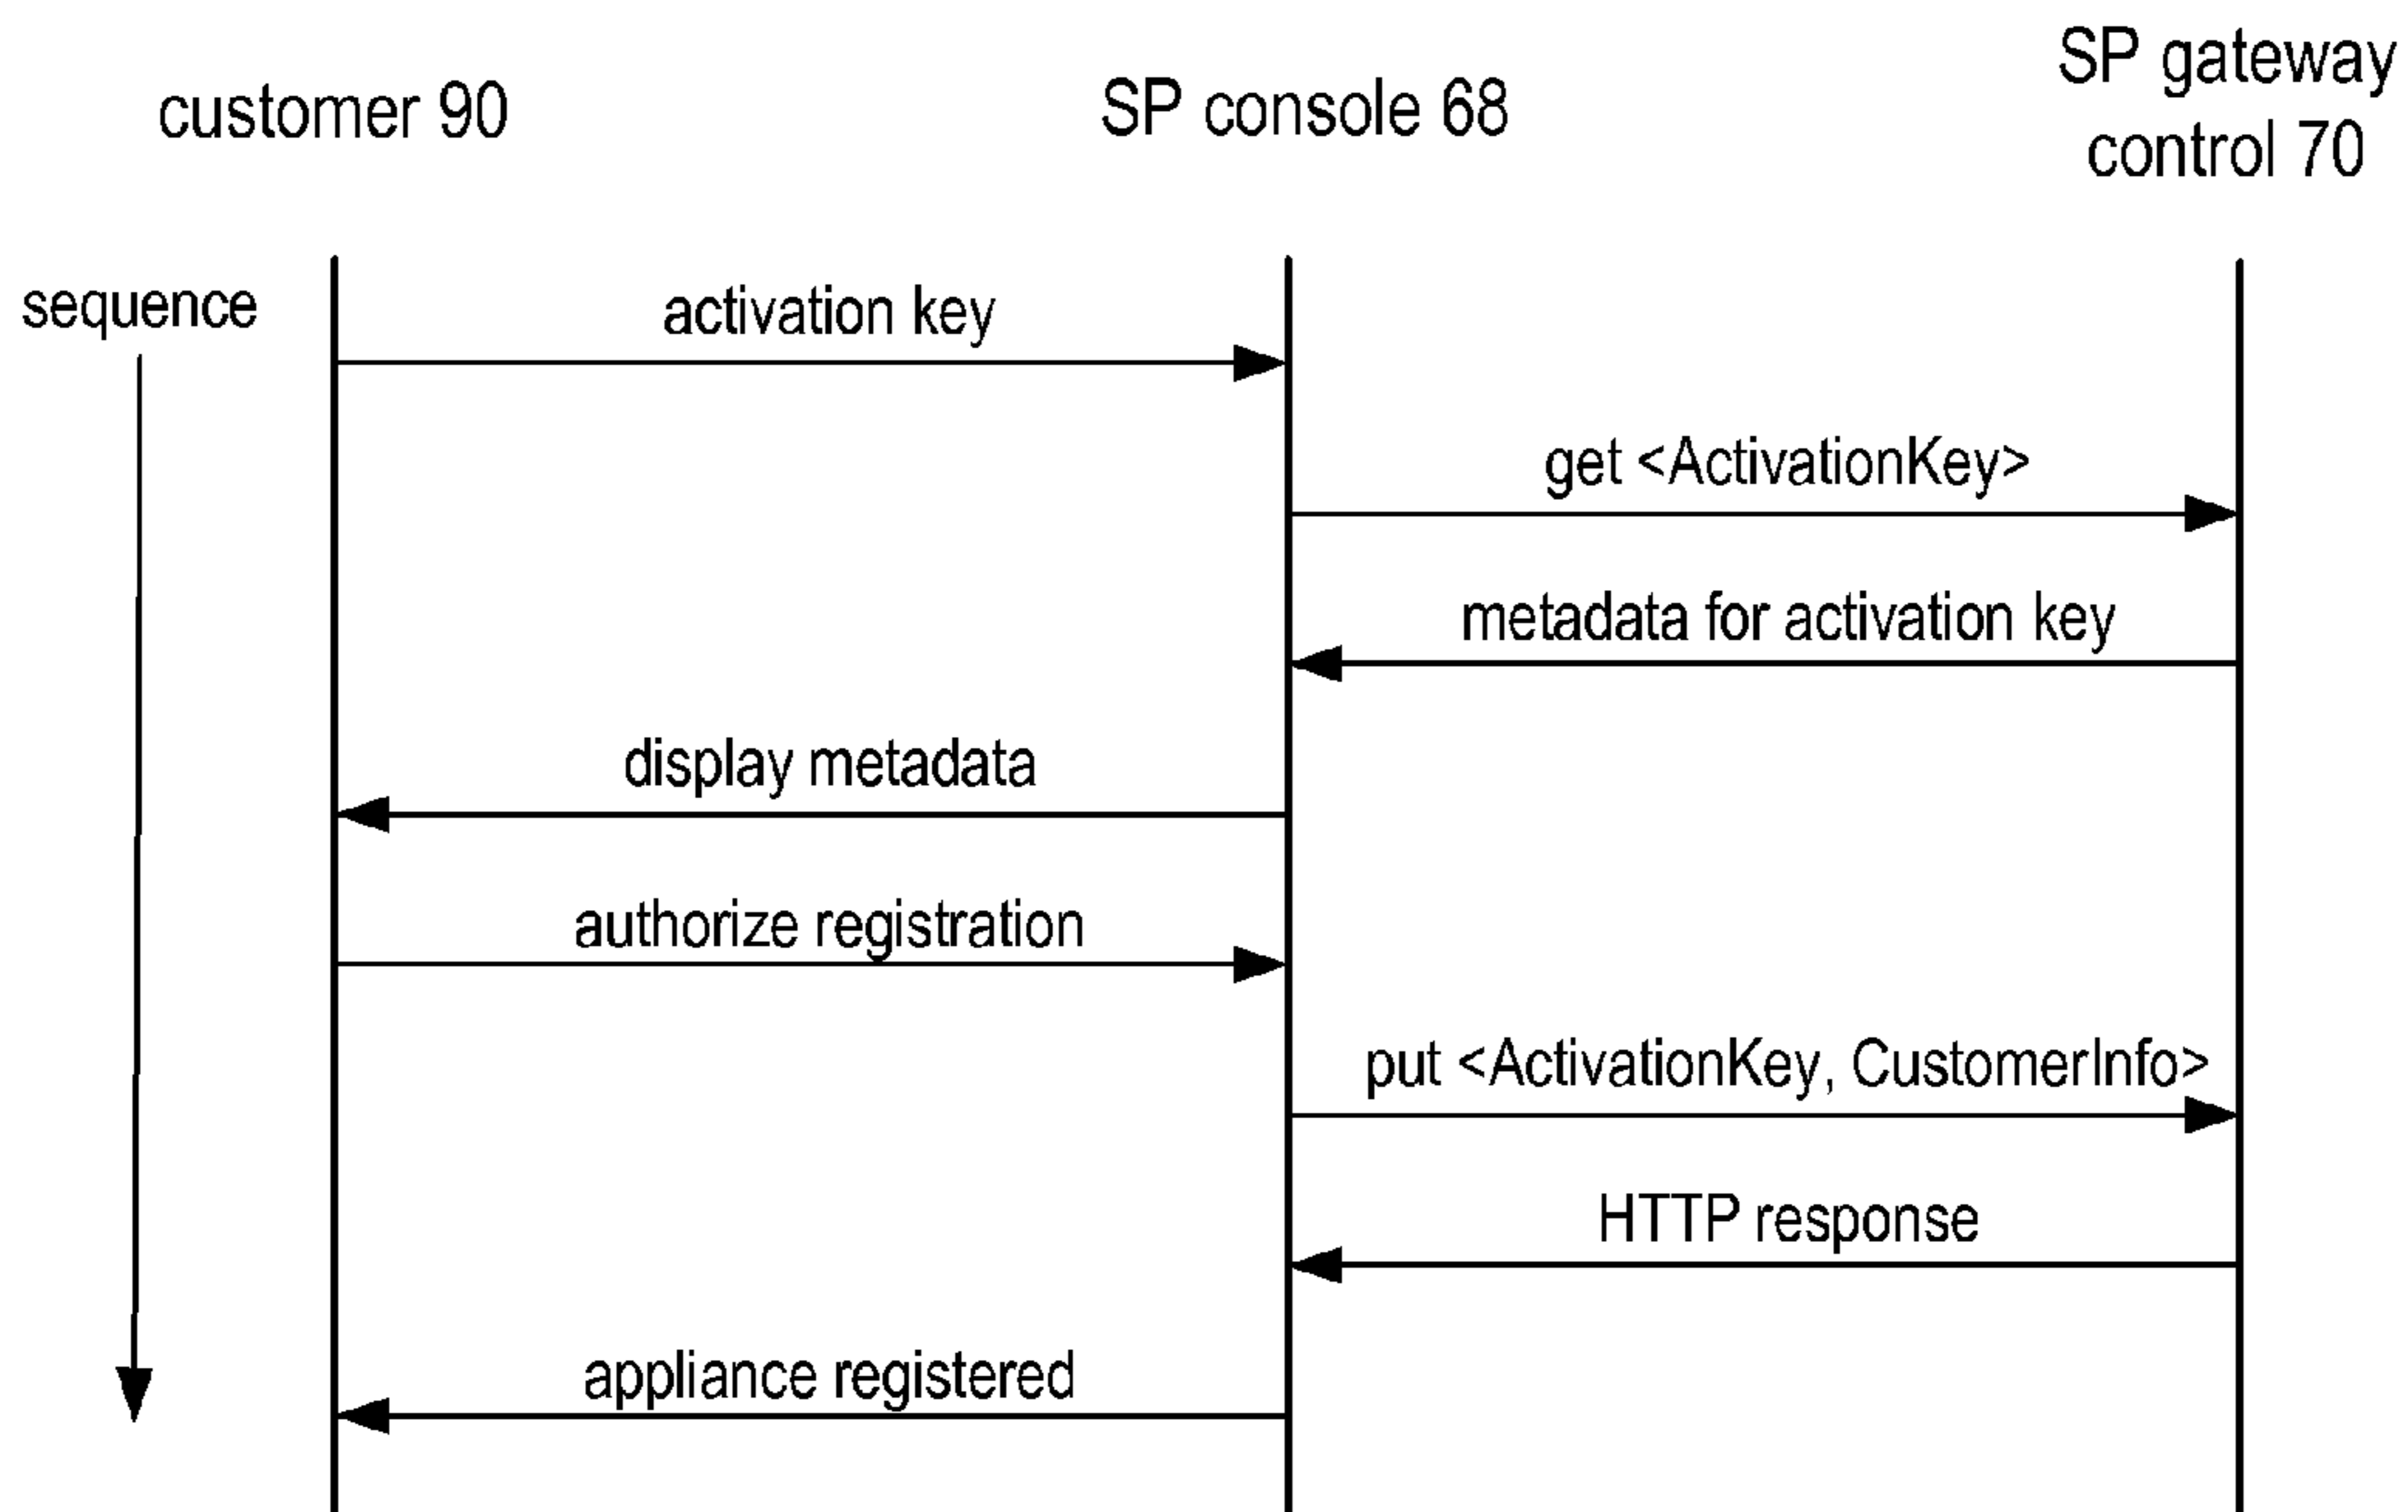 customer 90
SP console 68
SP gateway
control 70
sequence
activation key
get <ActivationKey>
metadata for activation key
display metadata
authorize registration
put <ActivationKey, CustomerInfo>
HTTP response
appliance registered